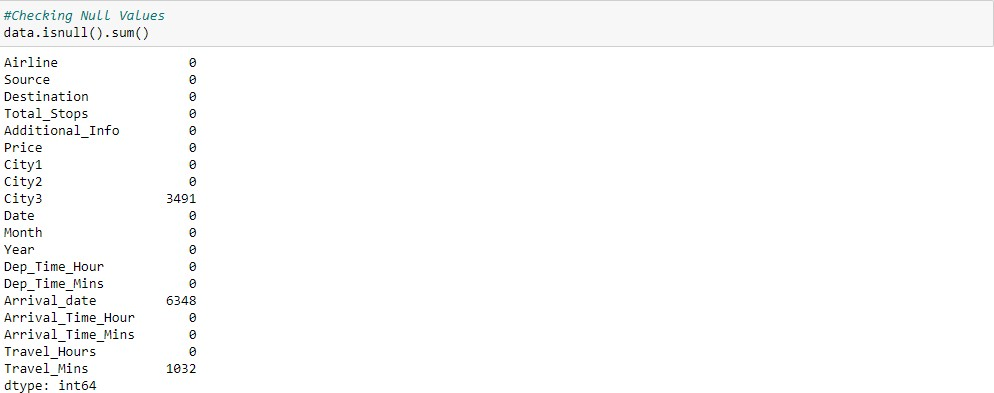 #Checking Null Values
data.isnull().sum()
Airline 0
Source 0
Destination 0
Total_Stops 0
Additional_Info 0
Price 0
City1 0
City2 0
City3 3491
Date 0
Month 0
Year 0
Dep_Time_Hour 0
Dep_Time_Mins 0
Arrival_date 6348
Arrival_Time_Hour 0
Arrival_Time_Mins 0
Travel_Hours 0
Travel_Mins 1032
dtype: int64